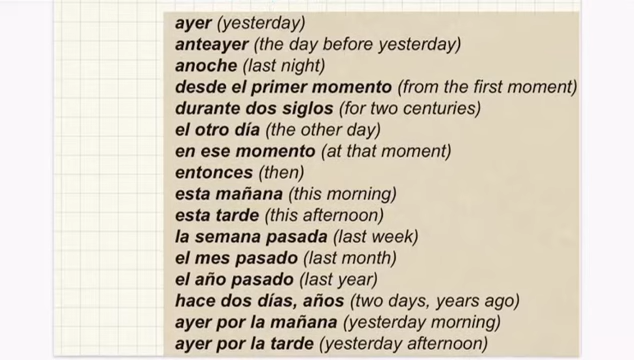 ayer (yesterday)
anteayer (the day before yesterday)
anoche (last night)
desde el primer momento (from the first moment)
durante dos siglos (for two centuries)
el otro día (the other day)
en ese momento (at that moment)
entonces (then)
esta mañana (this morning)
esta tarde (this afternoon)
la semana pasada (last week)
el mes pasado (last month)
el año pasado (last year)
hace dos días, años (two days, years ago)
ayer por la mañana (yesterday morning)
ayer por la tarde (yesterday afternoon)